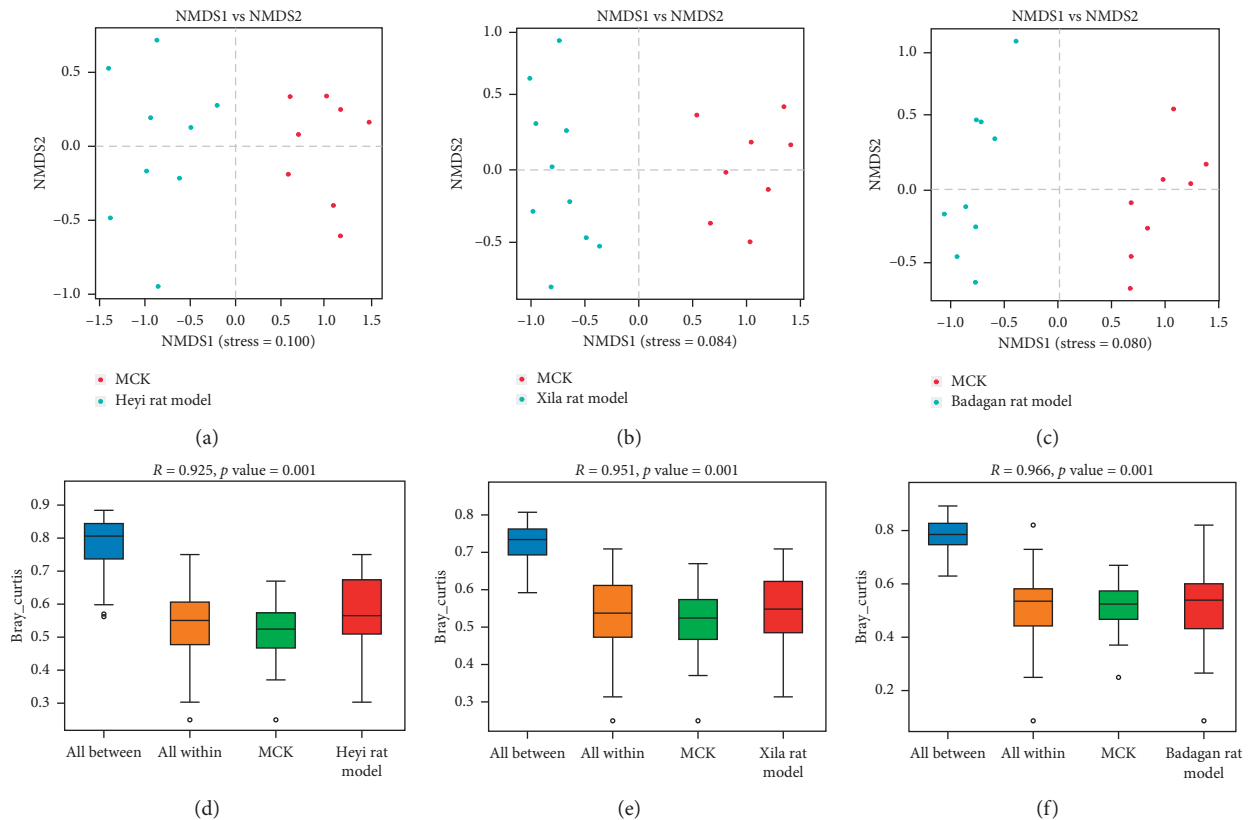 NMDS1 vs NMDS2
NMDS2
0.5
0.0
−0.5
−1.0
−1.5 −1.0 −0.5 0.0 0.5 1.0 1.5
NMDS1 (stress = 0.100)
MCK
Heyi rat model
(a)
NMDS1 vs NMDS2
NMDS2
1.0
0.5
0.0
−0.5
−1.0 −0.5 0.0 0.5 1.0 1.5
NMDS1 (stress = 0.084)
MCK
Xila rat model
(b)
NMDS1 vs NMDS2
NMDS2
1.0
0.5
0.0
−0.5
−1.0 −0.5 0.0 0.5 1.0 1.5
NMDS1 (stress = 0.080)
MCK
Badagan rat model
(c)
R = 0.925, p value = 0.001
Bray_curtis
0.9
0.8
0.7
0.6
0.5
0.4
0.3
All between All within MCK Heyi rat
model
(d)
R = 0.951, p value = 0.001
Bray_curtis
0.8
0.7
0.6
0.5
0.4
0.3
All between All within MCK Xila rat
model
(e)
R = 0.966, p value = 0.001
Bray_curtis
0.8
0.6
0.4
0.2
All between All within MCK Badagan rat
model
(f)